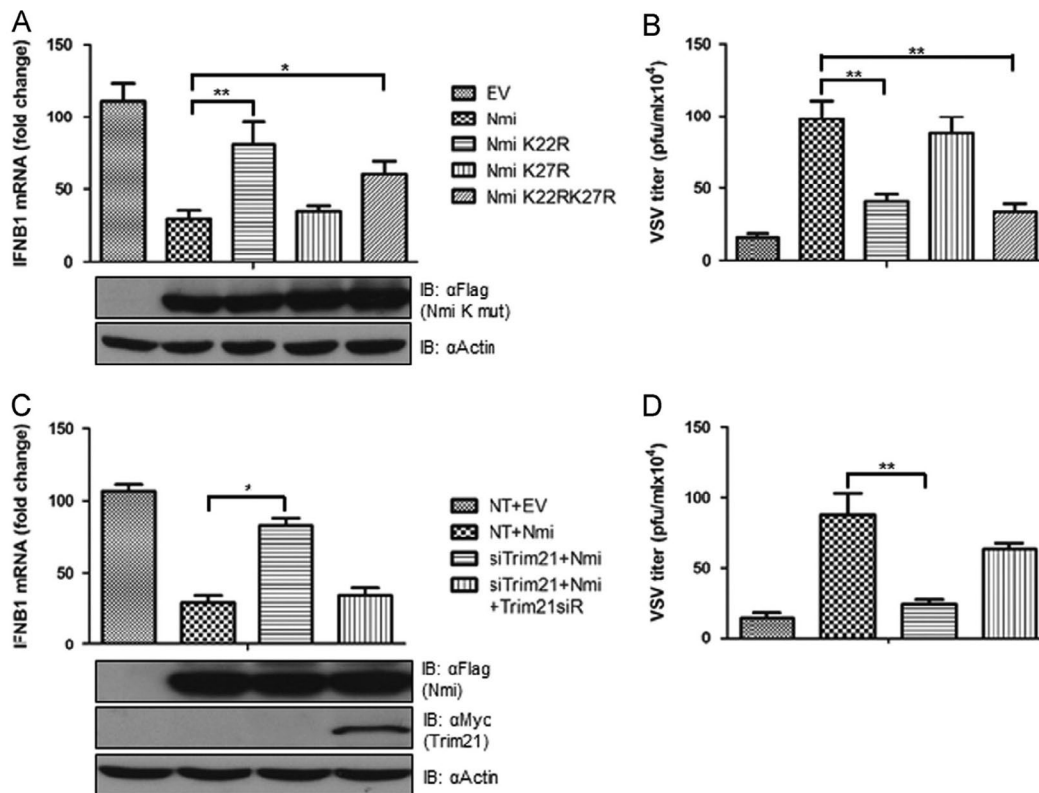 A
IFNB1 mRNA (fold change)
150
100
50
0
*
**
EV
Nmi
Nmi K22R
Nmi K27R
Nmi K22RK27R
IB: αFlag
(Nmi K mut)
IB: αActin
B
VSV titer (pfu/mlx10⁴)
150
100
50
0
**
**
C
IFNB1 mRNA (fold change)
150
100
50
0
*
NT+EV
NT+Nmi
siTrim21+Nmi
siTrim21+Nmi
+Trim21siR
IB: αFlag
(Nmi)
IB: αMyc
(Trim21)
IB: αActin
D
VSV titer (pfu/mlx10⁴)
150
100
50
0
**